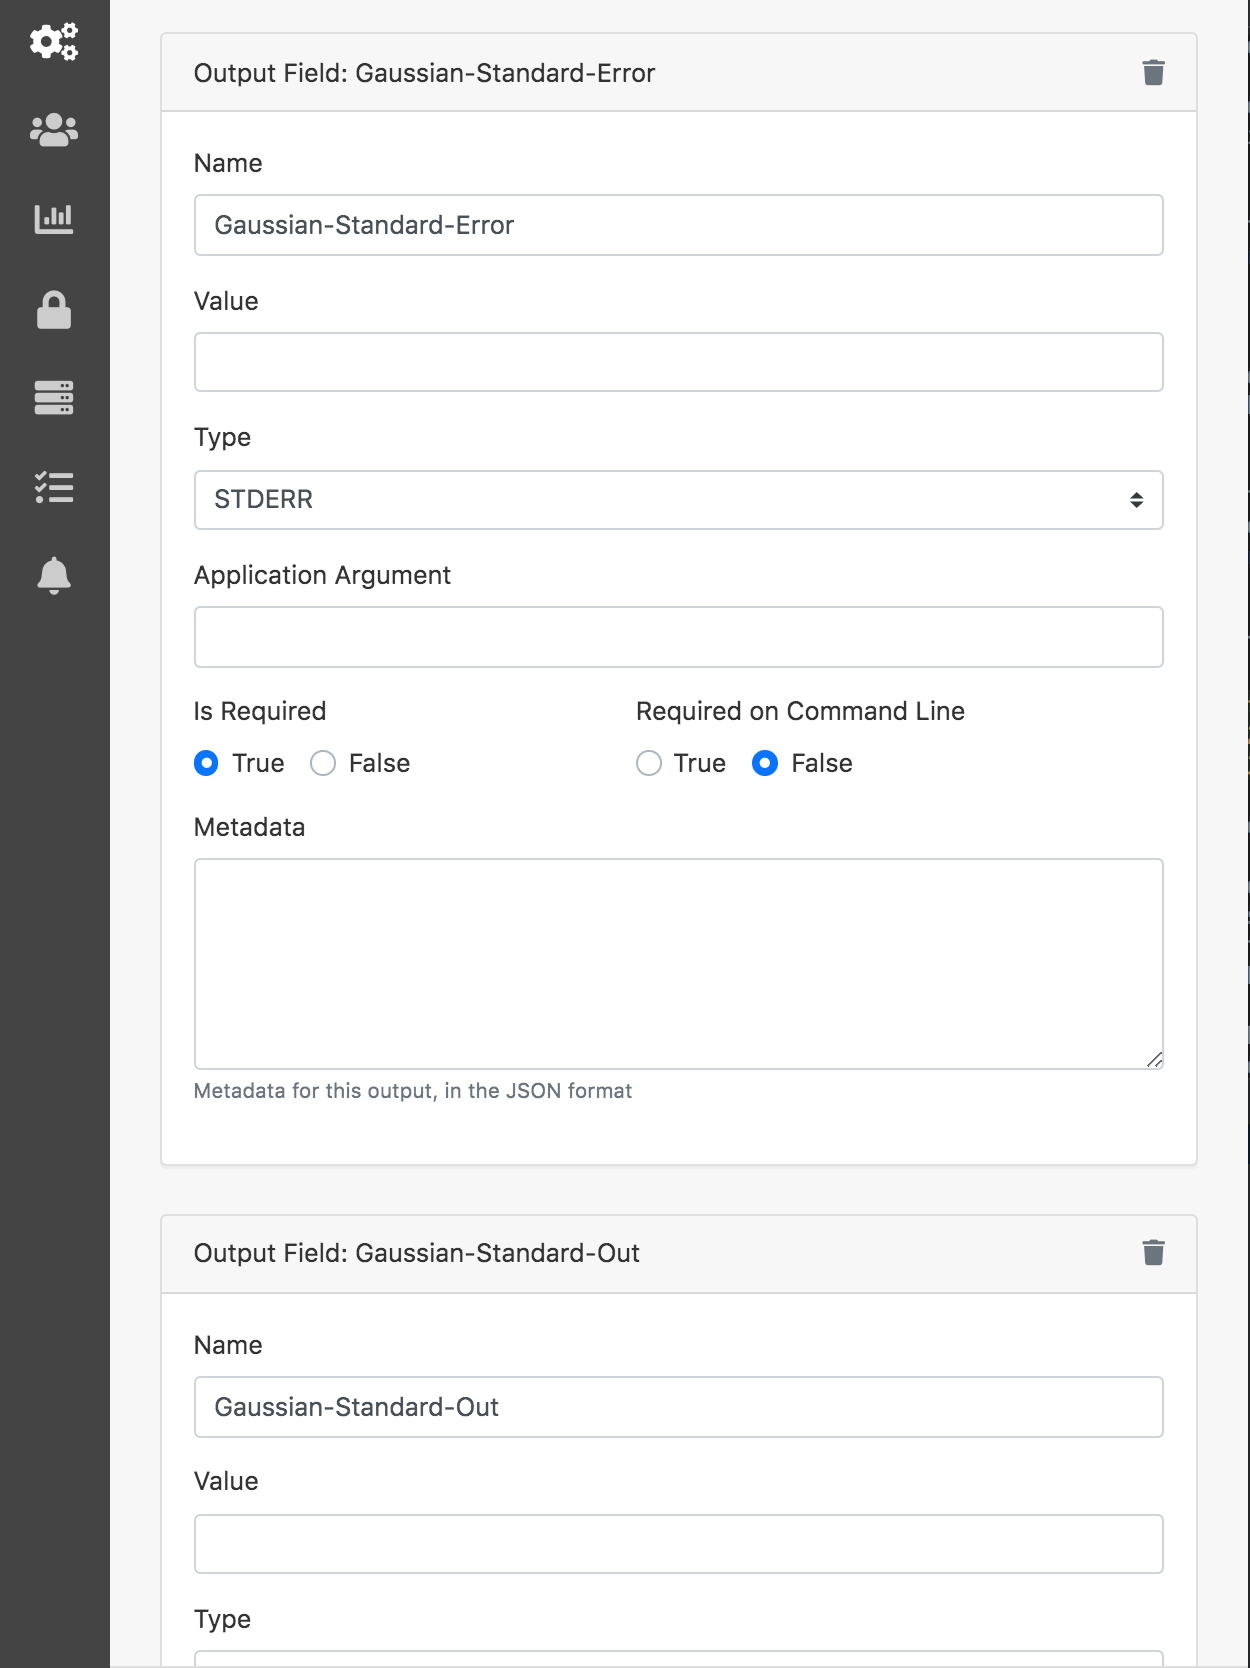 Output Field: Gaussian-Standard-Error
Name
Gaussian-Standard-Error
Value
Type
STDERR
Application Argument
Is Required Required on Command Line
True False True False
Metadata
Metadata for this output, in the JSON format
Output Field: Gaussian-Standard-Out
Name
Gaussian-Standard-Out
Value
Type